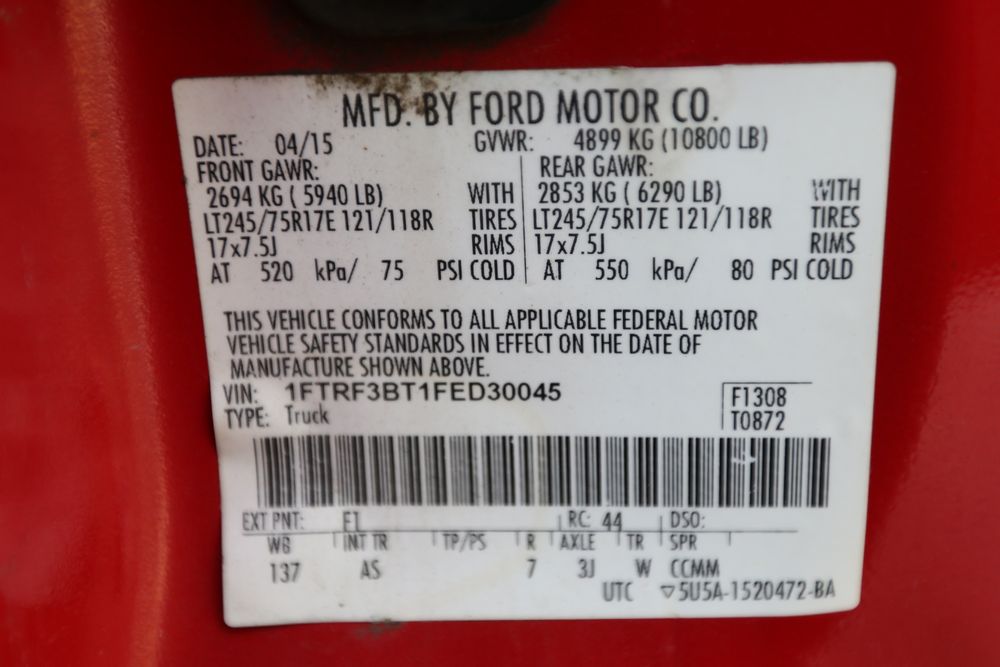 MFD. BY FORD MOTOR CO.
DATE: 04/15 GVWR: 4899 KG (10800 LB)
FRONT GAWR: REAR GAWR:
2694 KG ( 5940 LB) WITH 2853 KG ( 6290 LB) WITH
LT245/75R17E 121/118R TIRES LT245/75R17E 121/118R TIRES
17x7.5J RIMS 17x7.5J RIMS
AT 520 kPa/ 75 PSI COLD AT 550 kPa/ 80 PSI COLD
THIS VEHICLE CONFORMS TO ALL APPLICABLE FEDERAL MOTOR
VEHICLE SAFETY STANDARDS IN EFFECT ON THE DATE OF
MANUFACTURE SHOWN ABOVE.
VIN: 1FTRF3BT1FED30045 F1308
TYPE: Truck T0872
EXT PNT: F1 RC: 44 DSO:
WB INT TR TP/PS R AXLE TR SPR
137 AS 7 3J W CCMM
UTC ▽5U5A-1520472-BA